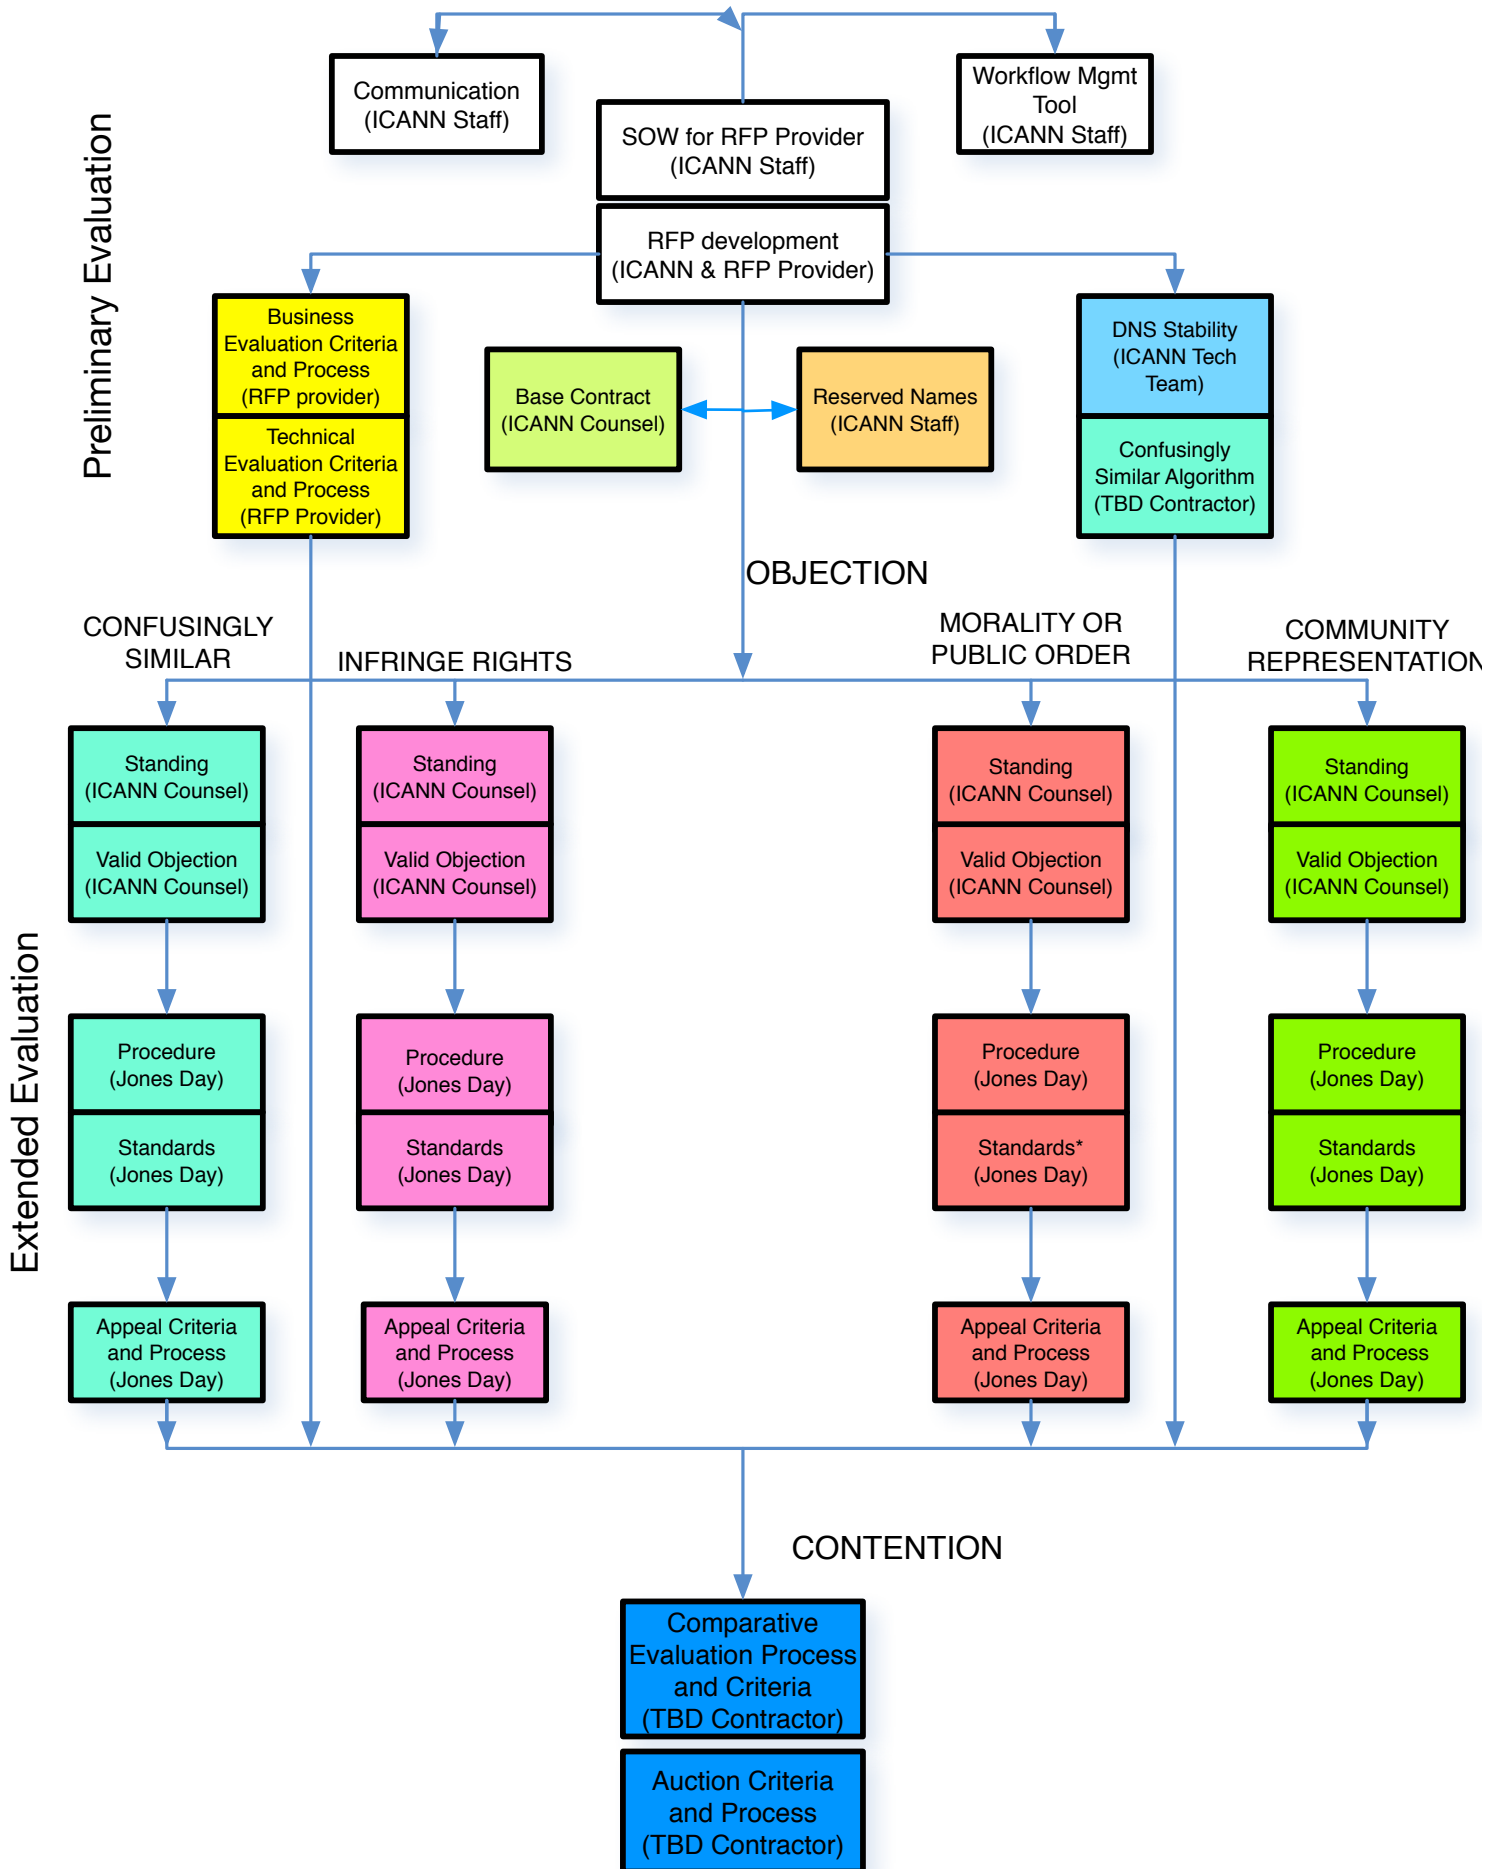 Preliminary Evaluation
Communication
(ICANN Staff)
SOW for RFP Provider
(ICANN Staff)
Workflow Mgmt
Tool
(ICANN Staff)
RFP development
(ICANN & RFP Provider)
Business
Evaluation Criteria
and Process
(RFP provider)
Technical
Evaluation Criteria
and Process
(RFP Provider)
Base Contract
(ICANN Counsel)
Reserved Names
(ICANN Staff)
DNS Stability
(ICANN Tech
Team)
Confusingly
Similar Algorithm
(TBD Contractor)
OBJECTION
Extended Evaluation
CONFUSINGLY
SIMILAR
INFRINGE RIGHTS
MORALITY OR
PUBLIC ORDER
COMMUNITY
REPRESENTATION
Standing
(ICANN Counsel)
Valid Objection
(ICANN Counsel)
Procedure
(Jones Day)
Standards
(Jones Day)
Appeal Criteria
and Process
(Jones Day)
Standing
(ICANN Counsel)
Valid Objection
(ICANN Counsel)
Procedure
(Jones Day)
Standards
(Jones Day)
Appeal Criteria
and Process
(Jones Day)
Standing
(ICANN Counsel)
Valid Objection
(ICANN Counsel)
Procedure
(Jones Day)
Standards*
(Jones Day)
Appeal Criteria
and Process
(Jones Day)
Standing
(ICANN Counsel)
Valid Objection
(ICANN Counsel)
Procedure
(Jones Day)
Standards
(Jones Day)
Appeal Criteria
and Process
(Jones Day)
CONTENTION
Comparative
Evaluation Process
and Criteria
(TBD Contractor)
Auction Criteria
and Process
(TBD Contractor)